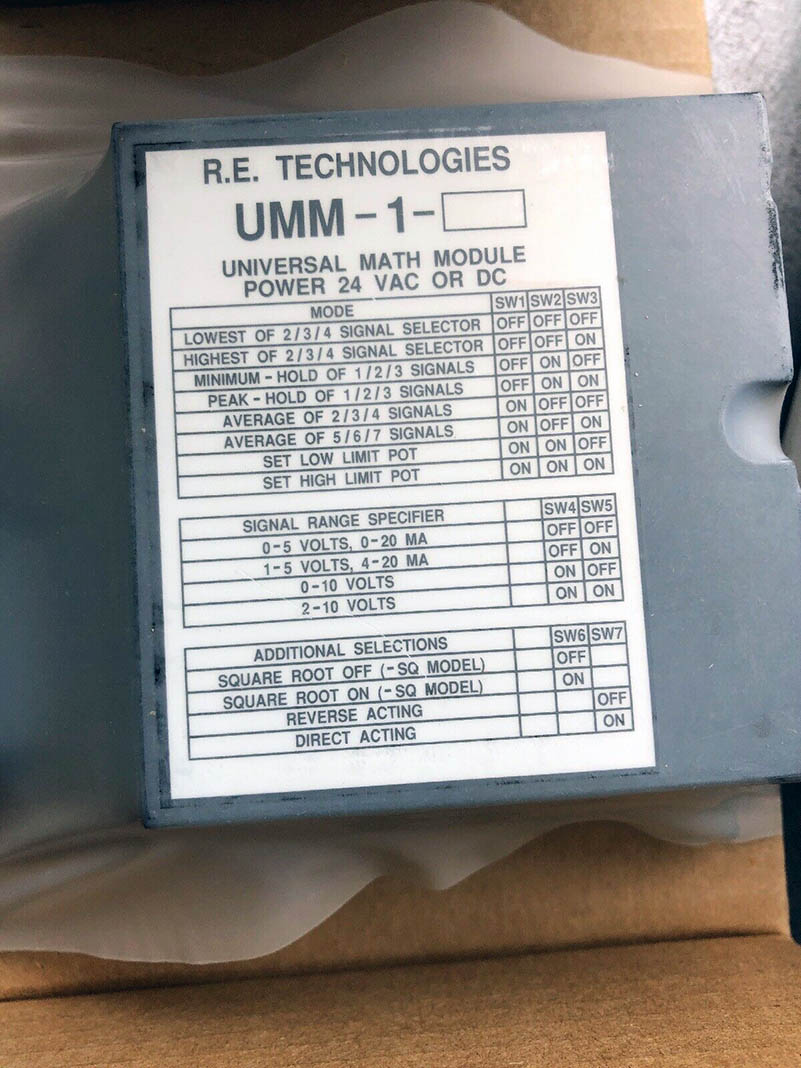 R.E. TECHNOLOGIES
UMM-1-
UNIVERSAL MATH MODULE
POWER 24 VAC OR DC
MODE SW1 SW2 SW3
LOWEST OF 2/3/4 SIGNAL SELECTOR OFF OFF OFF
HIGHEST OF 2/3/4 SIGNAL SELECTOR OFF OFF ON
MINIMUM-HOLD OF 1/2/3 SIGNALS OFF ON OFF
PEAK-HOLD OF 1/2/3 SIGNALS OFF ON ON
AVERAGE OF 2/3/4 SIGNALS ON OFF OFF
AVERAGE OF 5/6/7 SIGNALS ON OFF ON
SET LOW LIMIT POT ON ON OFF
SET HIGH LIMIT POT ON ON ON
SIGNAL RANGE SPECIFIER SW4 SW5
0-5 VOLTS, 0-20 MA OFF OFF
1-5 VOLTS, 4-20 MA OFF ON
0-10 VOLTS ON OFF
2-10 VOLTS ON ON
ADDITIONAL SELECTIONS SW6 SW7
SQUARE ROOT OFF (-SQ MODEL) OFF
SQUARE ROOT ON (-SQ MODEL) ON
REVERSE ACTING OFF
DIRECT ACTING ON